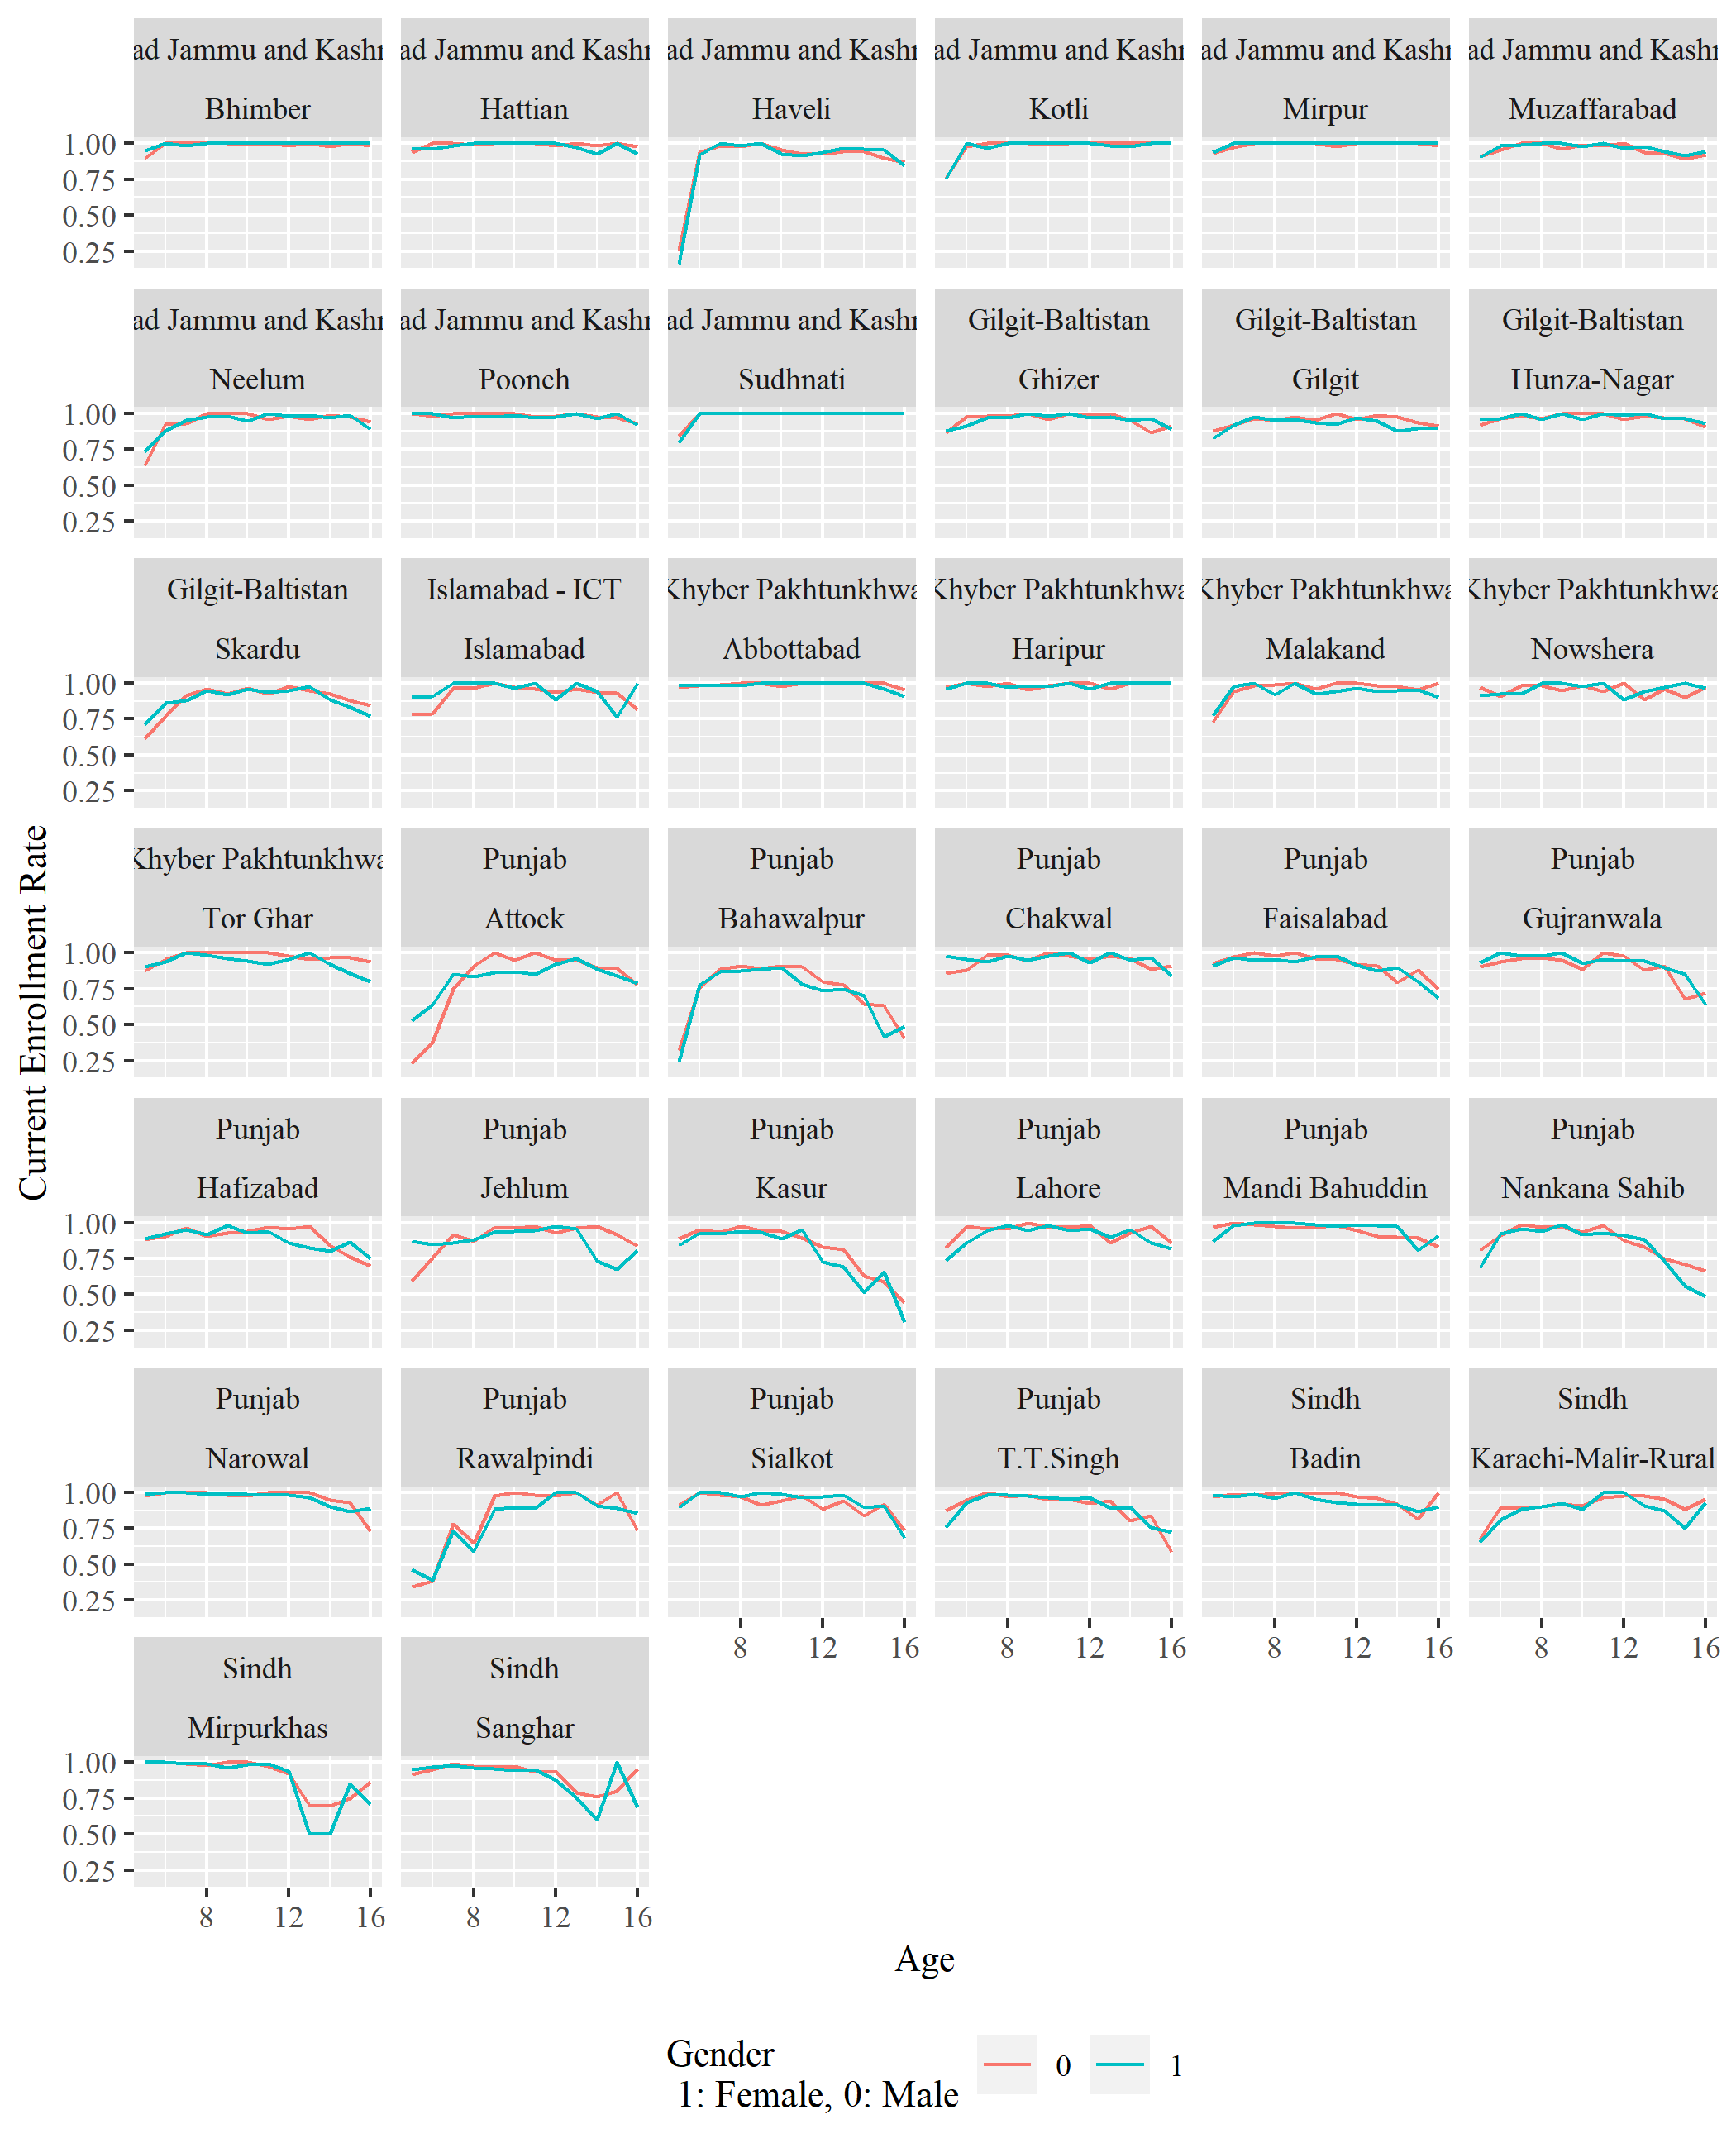 ad Jammu and Kashr ad Jammu and Kashr ad Jammu and Kashr ad Jammu and Kashr ad Jammu and Kashr ad Jammu and Kashr
Bhimber Hattian Haveli Kotli Mirpur Muzaffarabad
1.00
0.75
0.50
0.25
ad Jammu and Kashr ad Jammu and Kashr ad Jammu and Kashr Gilgit-Baltistan Gilgit-Baltistan Gilgit-Baltistan
Neelum Poonch Sudhnati Ghizer Gilgit Hunza-Nagar
1.00
0.75
0.50
0.25
Gilgit-Baltistan Islamabad - ICT Khyber Pakhtunkhwa Khyber Pakhtunkhwa Khyber Pakhtunkhwa Khyber Pakhtunkhwa
Skardu Islamabad Abbottabad Haripur Malakand Nowshera
1.00
0.75
0.50
0.25
Khyber Pakhtunkhwa Punjab Punjab Punjab Punjab Punjab
Tor Ghar Attock Bahawalpur Chakwal Faisalabad Gujranwala
1.00
0.75
0.50
0.25
Current Enrollment Rate
Punjab Punjab Punjab Punjab Punjab Punjab
Hafizabad Jehlum Kasur Lahore Mandi Bahuddin Nankana Sahib
1.00
0.75
0.50
0.25
Punjab Punjab Punjab Punjab Sindh Sindh
Narowal Rawalpindi Sialkot T.T.Singh Badin Karachi-Malir-Rural
1.00
0.75
0.50
0.25
8 12 16 8 12 16 8 12 16 8 12 16
Sindh Sindh
Mirpurkhas Sanghar
1.00
0.75
0.50
0.25
8 12 16 8 12 16
Age
Gender
1: Female, 0: Male
0 1